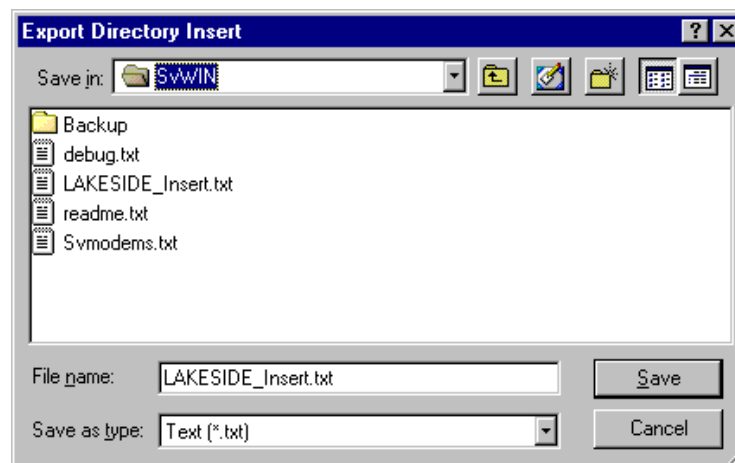 Export Directory Insert
Save in: SvWIN
Backup
debug.txt
LAKESIDE_Insert.txt
readme.txt
Svmodems.txt
File name: LAKESIDE_Insert.txt Save
Save as type: Text (*.txt) Cancel